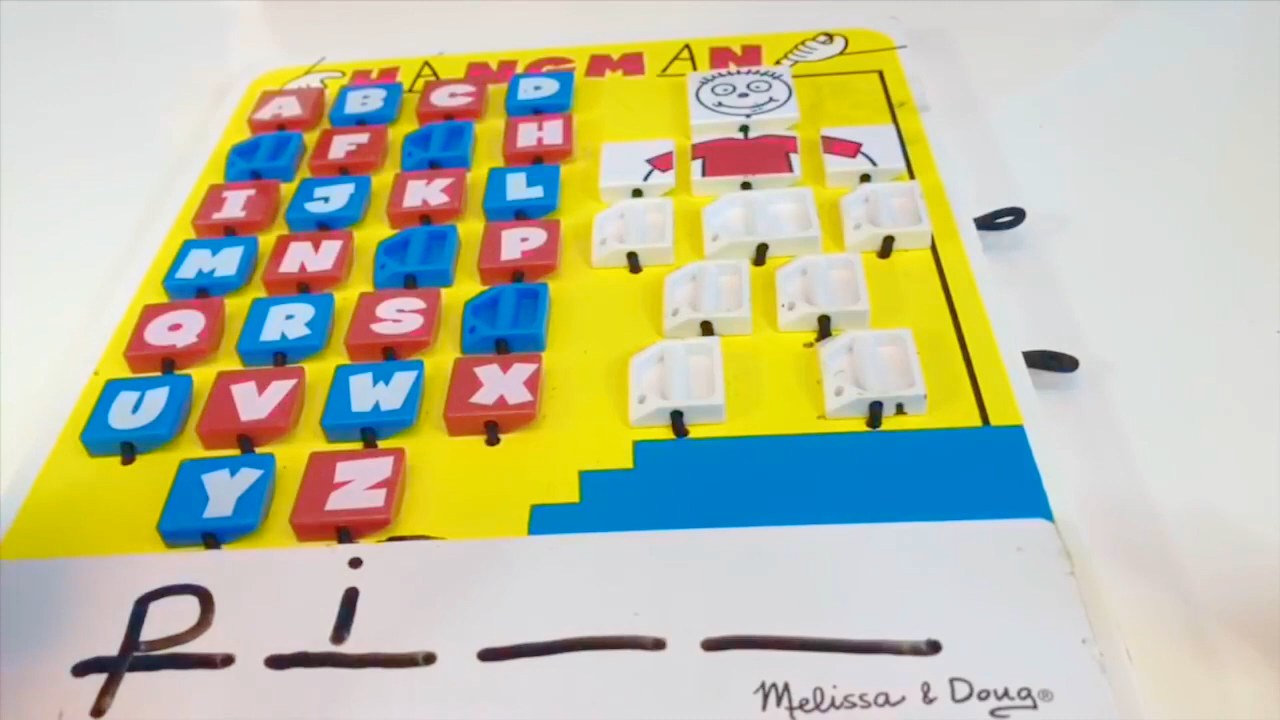 HANGMAN
A B C D
F H
I J K L
M N P
Q R S
U V W X
Y Z
p i
Melissa & Doug®